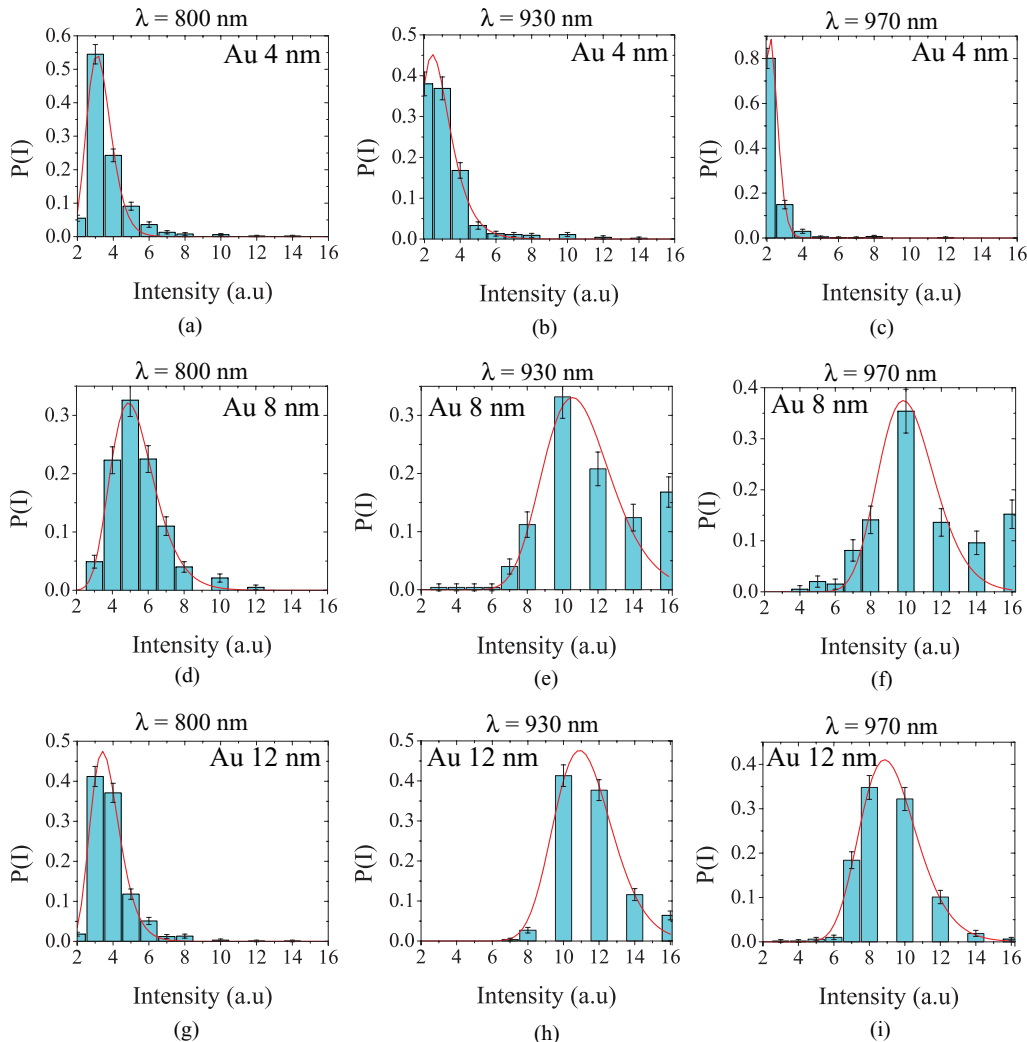 λ = 800 nm
λ = 930 nm
λ = 970 nm
Au 4 nm
Au 4 nm
Au 4 nm
P(I)
0.6
0.5
0.4
0.3
0.2
0.1
0.0
2 4 6 8 10 12 14 16
Intensity (a.u)
(a)
P(I)
0.5
0.4
0.3
0.2
0.1
0.0
2 4 6 8 10 12 14 16
Intensity (a.u)
(b)
P(I)
0.8
0.6
0.4
0.2
0.0
2 4 6 8 10 12 14 16
Intensity (a.u)
(c)
λ = 800 nm
λ = 930 nm
λ = 970 nm
Au 8 nm
Au 8 nm
Au 8 nm
P(I)
0.3
0.2
0.1
0.0
2 4 6 8 10 12 14 16
Intensity (a.u)
(d)
P(I)
0.3
0.2
0.1
0.0
2 4 6 8 10 12 14 16
Intensity (a.u)
(e)
P(I)
0.4
0.3
0.2
0.1
0.0
2 4 6 8 10 12 14 16
Intensity (a.u)
(f)
λ = 800 nm
λ = 930 nm
λ = 970 nm
Au 12 nm
Au 12 nm
Au 12 nm
P(I)
0.5
0.4
0.3
0.2
0.1
0.0
2 4 6 8 10 12 14 16
Intensity (a.u)
(g)
P(I)
0.5
0.4
0.3
0.2
0.1
0.0
2 4 6 8 10 12 14 16
Intensity (a.u)
(h)
P(I)
0.4
0.3
0.2
0.1
0.0
2 4 6 8 10 12 14 16
Intensity (a.u)
(i)